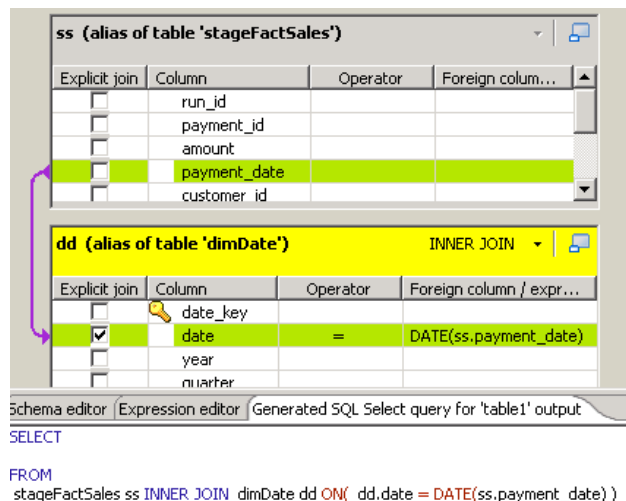 ss (alias of table 'stageFactSales')
Explicit join Column Operator Foreign colum...
run_id
payment_id
amount
payment_date
customer_id
dd (alias of table 'dimDate') INNER JOIN
Explicit join Column Operator Foreign column / expr...
date_key
date = DATE(ss.payment_date)
year
quarter
Schema editor Expression editor Generated SQL Select query for 'table1' output
SELECT
FROM
stageFactSales ss INNER JOIN dimDate dd ON( dd.date = DATE(ss.payment_date) )